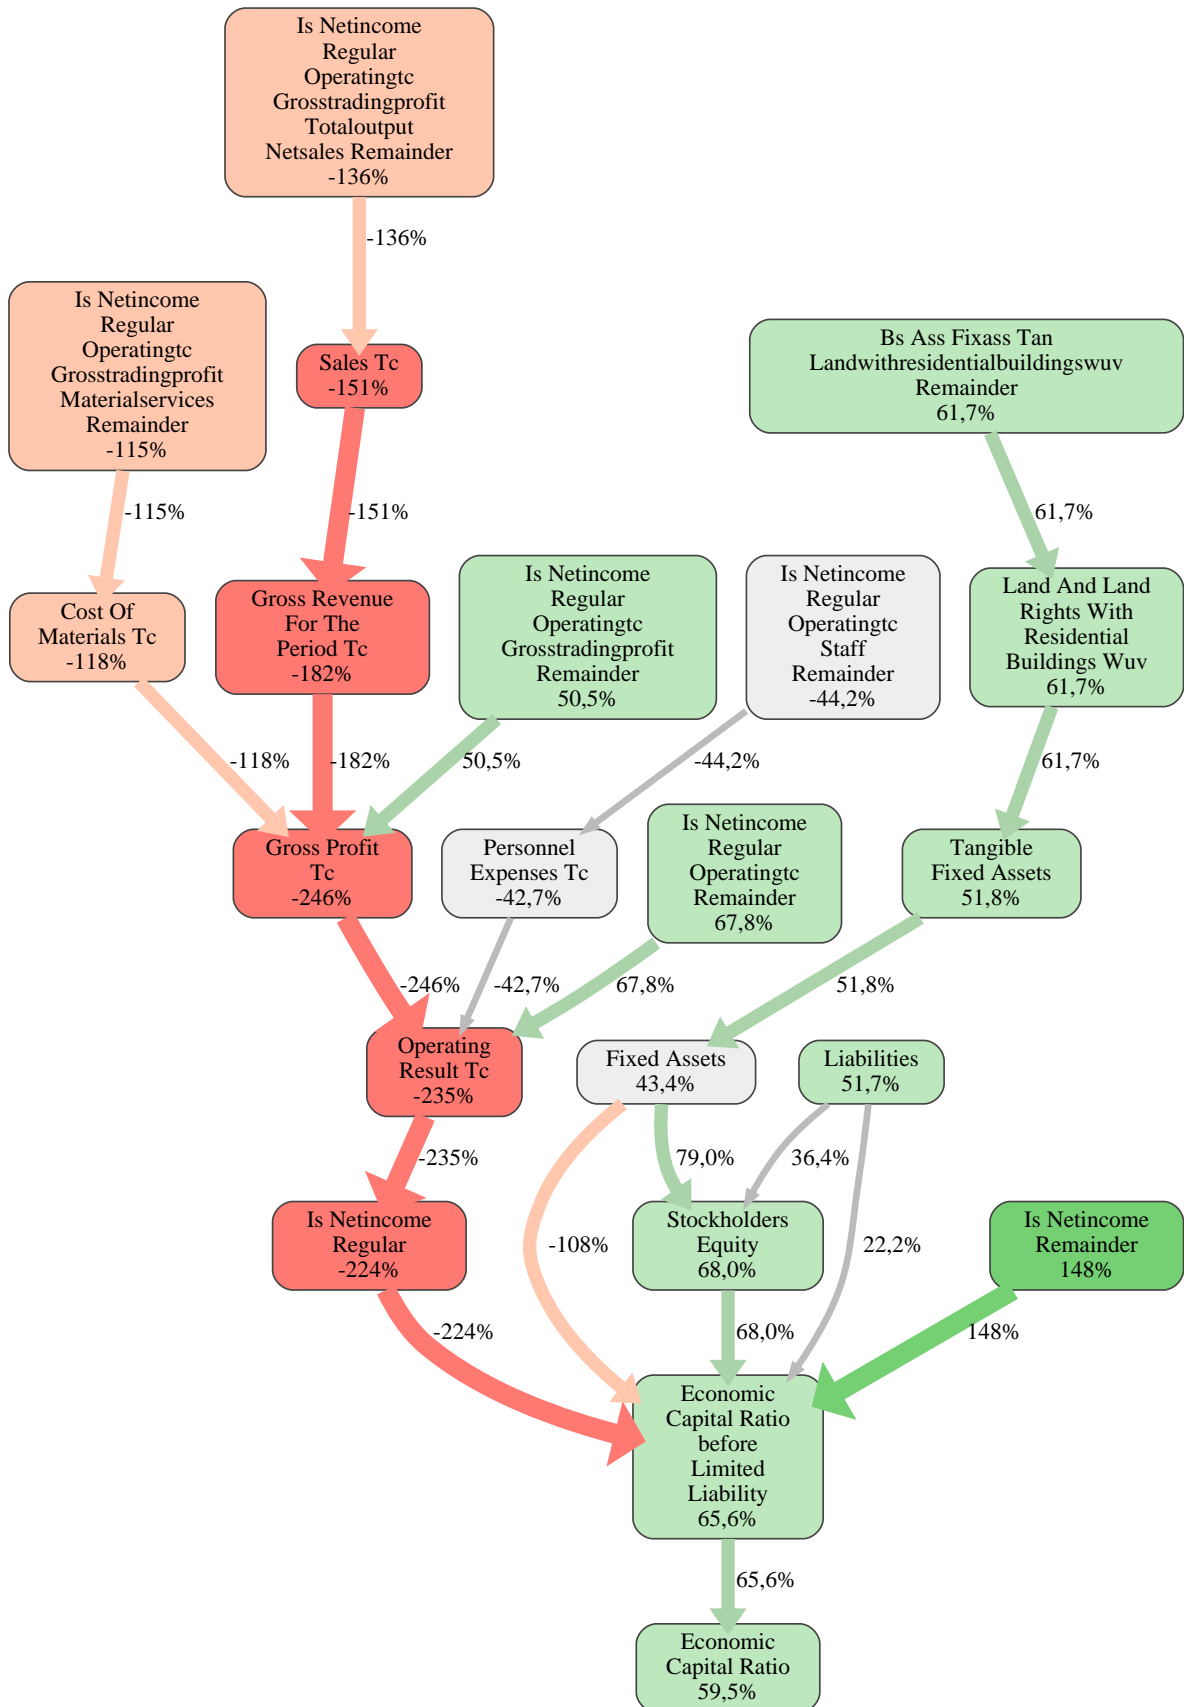 Is Netincome
Regular
Operatingtc
Grosstradingprofit
Totaloutput
Netsales Remainder
-136%
-136%
Is Netincome
Regular
Operatingtc
Grosstradingprofit
Materialservices
Remainder
-115%
Sales Tc
-151%
Bs Ass Fixass Tan
Landwithresidentialbuildingswuv
Remainder
61,7%
-115%
-151%
61,7%
Cost Of
Materials Tc
-118%
Gross Revenue
For The
Period Tc
-182%
Is Netincome
Regular
Operatingtc
Grosstradingprofit
Remainder
50,5%
Is Netincome
Regular
Operatingtc
Staff
Remainder
-44,2%
Land And Land
Rights With
Residential
Buildings Wuv
61,7%
-118%
-182%
50,5%
-44,2%
61,7%
Gross Profit
Tc
-246%
Personnel
Expenses Tc
-42,7%
Is Netincome
Regular
Operatingtc
Remainder
67,8%
Tangible
Fixed Assets
51,8%
-246%
-42,7%
67,8%
51,8%
Operating
Result Tc
-235%
Fixed Assets
43,4%
Liabilities
51,7%
-235%
79,0%
36,4%
Is Netincome
Regular
-224%
-108%
Stockholders
Equity
68,0%
22,2%
Is Netincome
Remainder
148%
-224%
68,0%
148%
Economic
Capital Ratio
before
Limited
Liability
65,6%
65,6%
Economic
Capital Ratio
59,5%